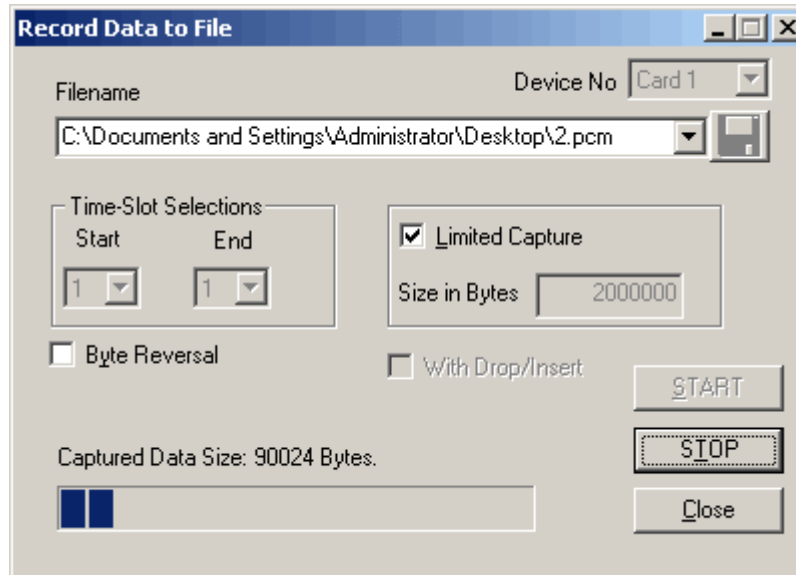 Record Data to File
Device No Card 1
Filename
C:\Documents and Settings\Administrator\Desktop\2.pcm
Time-Slot Selections
Start End
1 1
Limited Capture
Size in Bytes 2000000
Byte Reversal
With Drop/Insert
START
Captured Data Size: 90024 Bytes.
STOP
Close